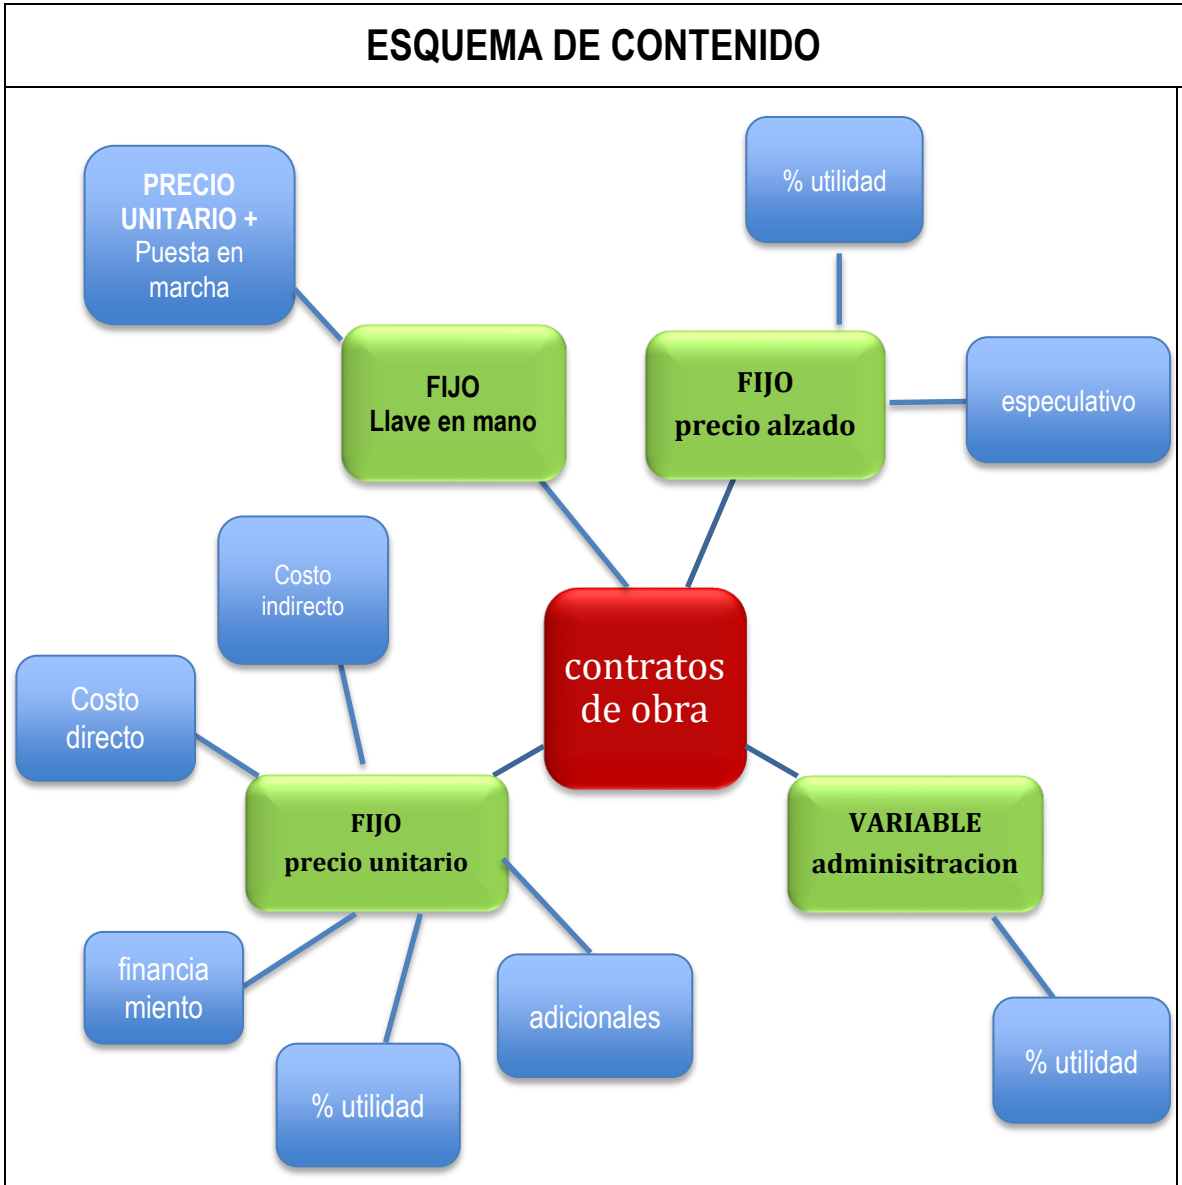 ESQUEMA DE CONTENIDO
PRECIO
UNITARIO +
Puesta en
marcha
% utilidad
FIJO
Llave en mano
FIJO
precio alzado
especulativo
Costo
indirecto
contratos
de obra
Costo
directo
FIJO
precio unitario
VARIABLE
adminisitracion
financia
miento
adicionales
% utilidad
% utilidad